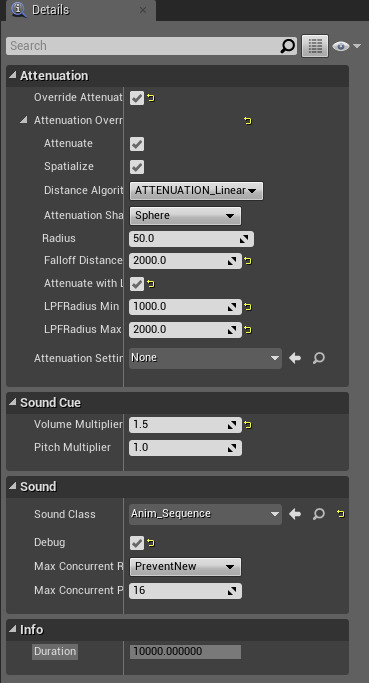 Details
Search
Attenuation
Override Attenuat
Attenuation Overr
Attenuate
Spatialize
Distance Algorit ATTENUATION_Linear
Attenuation Sha Sphere
Radius 50.0
Falloff Distance 2000.0
Attenuate with L
LPFRadius Min 1000.0
LPFRadius Max 2000.0
Attenuation Settin None
Sound Cue
Volume Multiplier 1.5
Pitch Multiplier 1.0
Sound
Sound Class Anim_Sequence
Debug
Max Concurrent R PreventNew
Max Concurrent P 16
Info
Duration 10000.000000